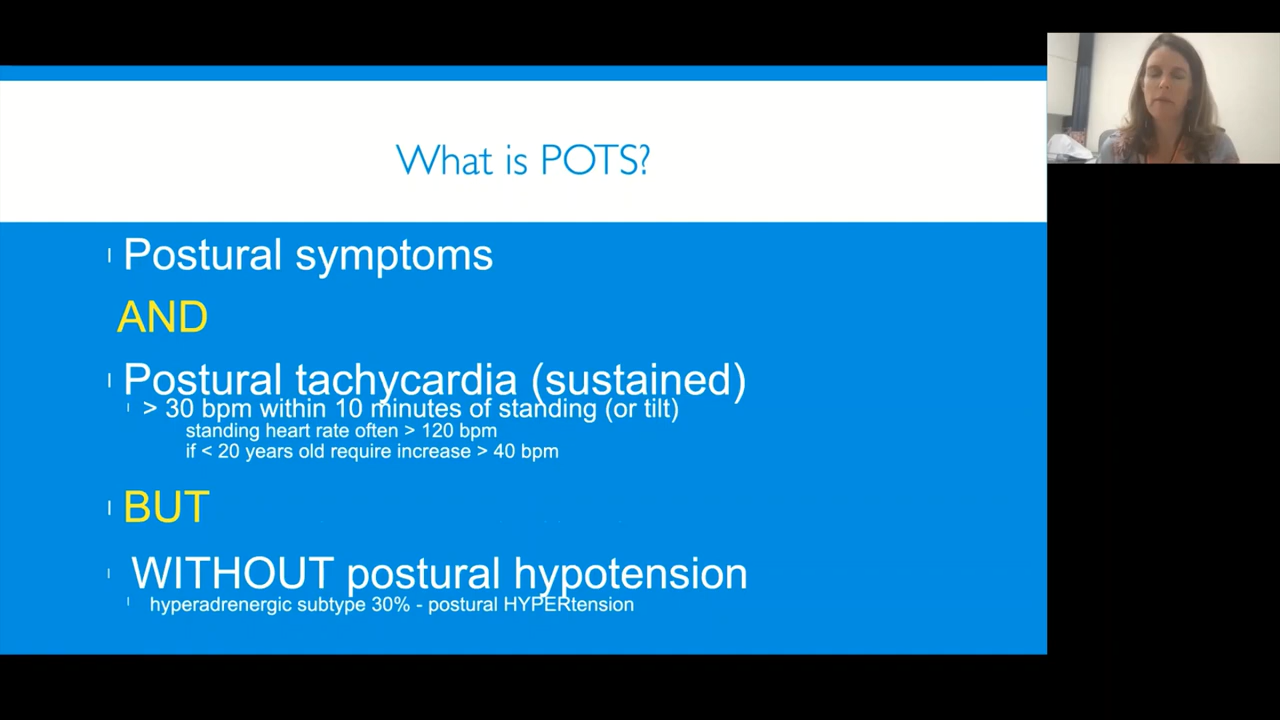 What is POTS?
Postural symptoms
AND
Postural tachycardia (sustained)
> 30 bpm within 10 minutes of standing (or tilt)
standing heart rate often > 120 bpm
if < 20 years old require increase > 40 bpm
BUT
WITHOUT postural hypotension
hyperadrenergic subtype 30% - postural HYPERtension